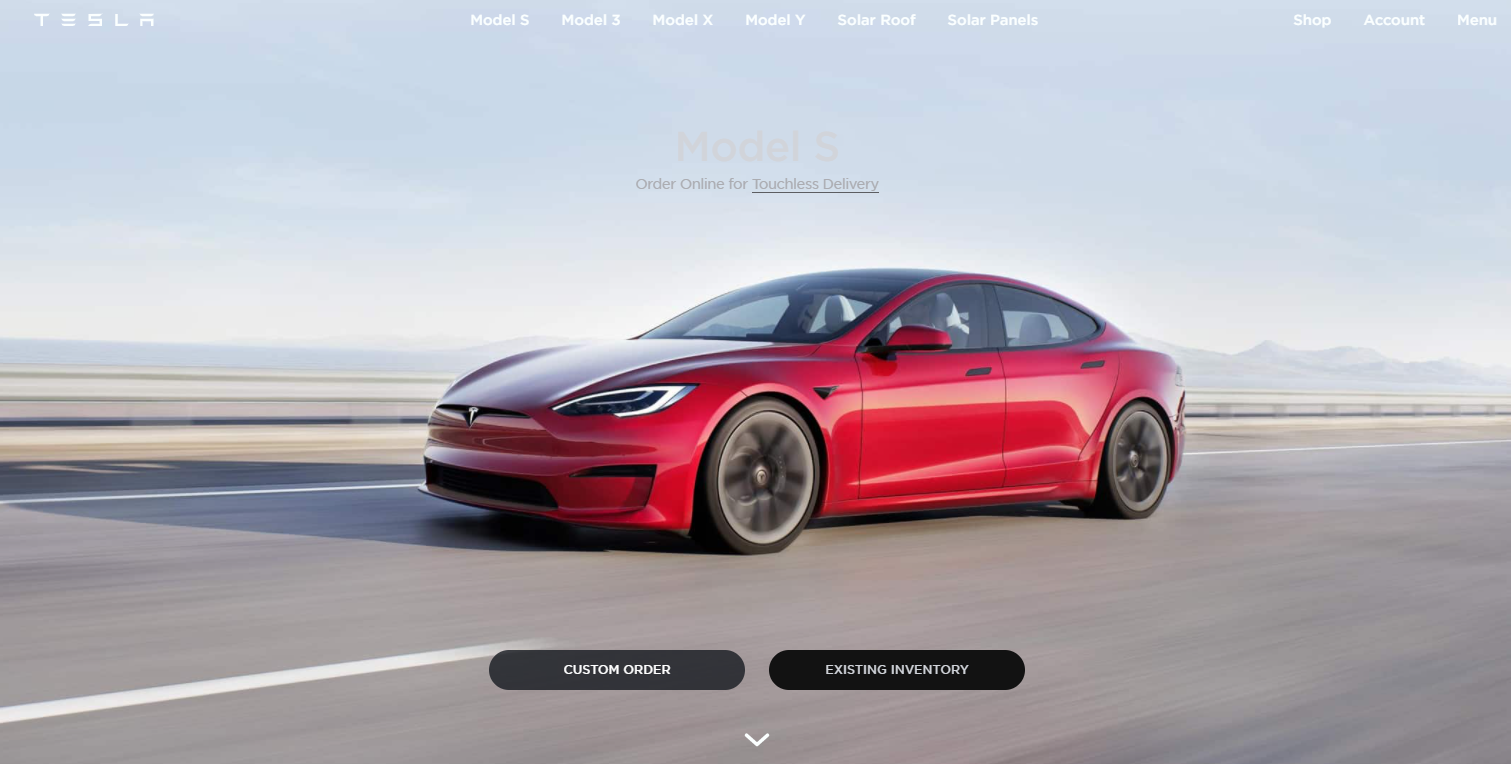 TESLA
Model S Model 3 Model X Model Y Solar Roof Solar Panels
Shop Account Menu
Model S
Order Online for Touchless Delivery
CUSTOM ORDER
EXISTING INVENTORY